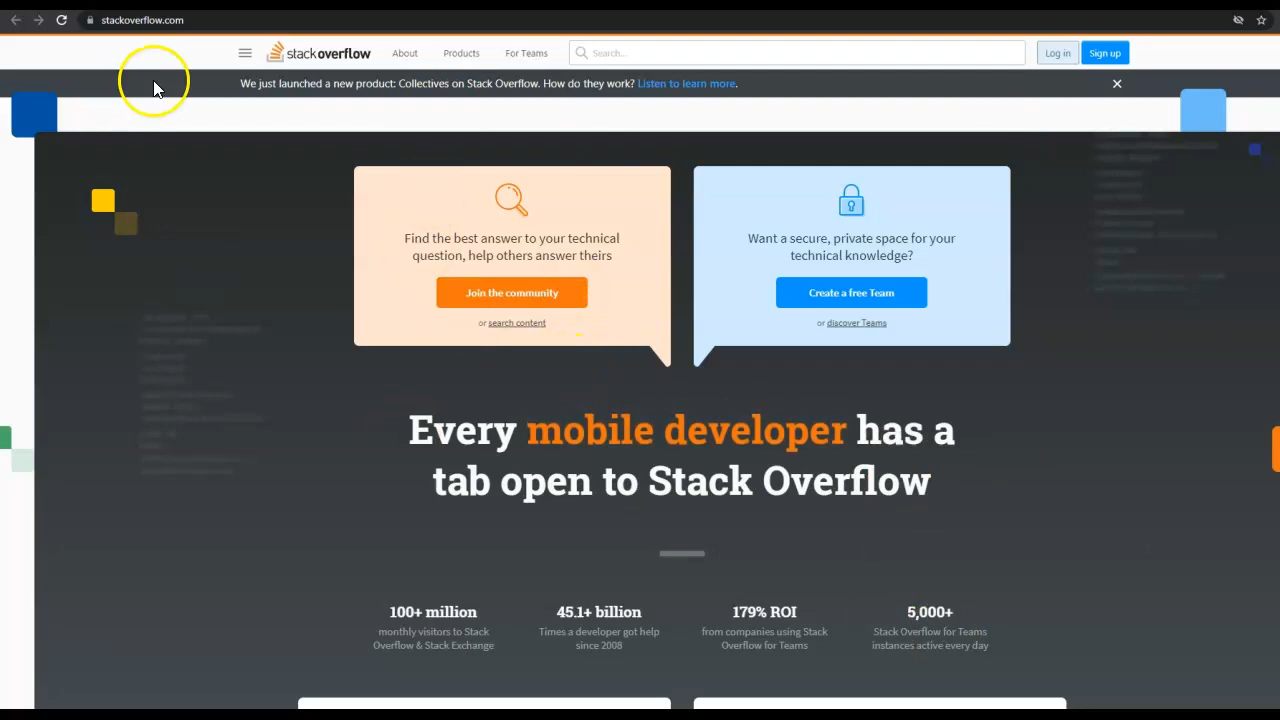 stackoverflow.com
stackoverflow About Products For Teams Search... Log in Sign up
We just launched a new product: Collectives on Stack Overflow. How do they work? Listen to learn more.
Find the best answer to your technical
question, help others answer theirs
Join the community
or search content
Want a secure, private space for your
technical knowledge?
Create a free Team
or discover Teams
Every mobile developer has a
tab open to Stack Overflow
100+ million
monthly visitors to Stack
Overflow & Stack Exchange
45.1+ billion
Times a developer got help
since 2008
179% ROI
from companies using Stack
Overflow for Teams
5,000+
Stack Overflow for Teams
instances active every day